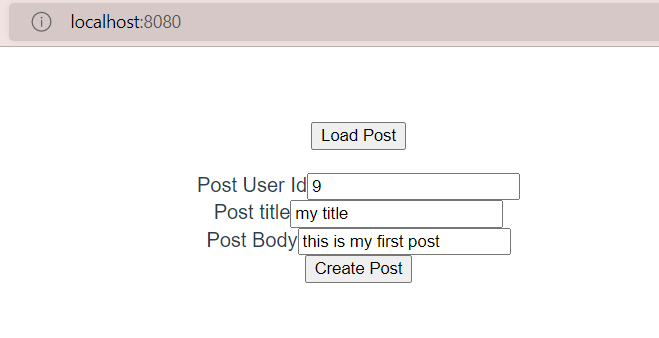 localhost:8080
Load Post
Post User Id 9
Post title my title
Post Body this is my first post
Create Post